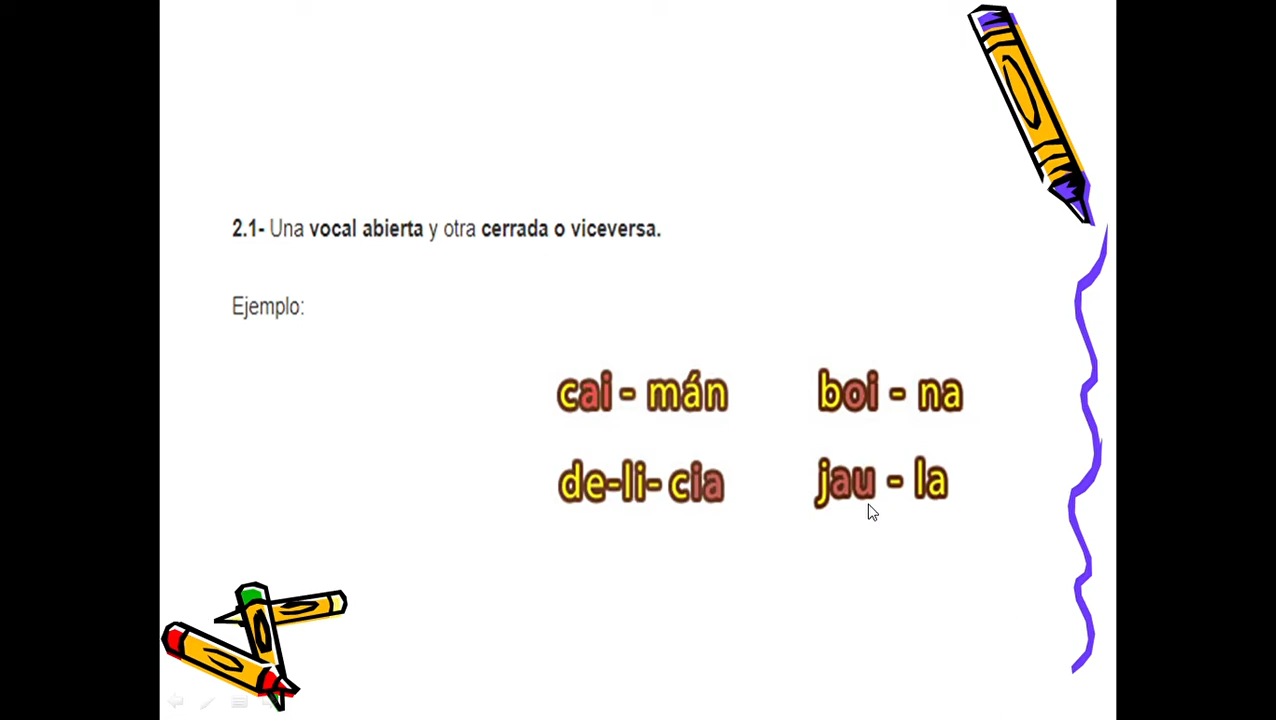 2.1- Una vocal abierta y otra cerrada o viceversa.
Ejemplo:
cai - mán boi - na
de-li- cia jau - la